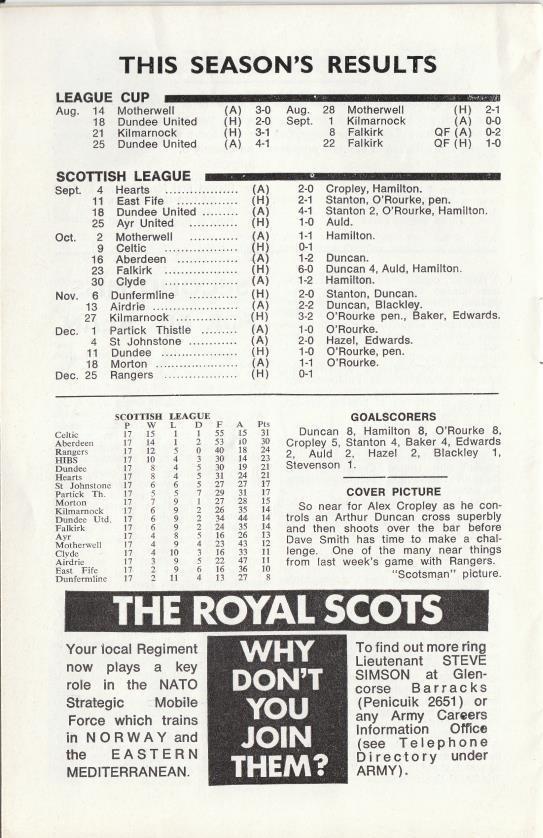 THIS SEASON'S RESULTS
LEAGUE CUP
Aug. 14 Motherwell (A) 3-0 Aug. 28 Motherwell (H) 2-1
18 Dundee United (H) 2-0 Sept. 1 Kilmarnock (A) 0-0
21 Kilmarnock (H) 3-1 8 Falkirk QF (A) 0-2
25 Dundee United (A) 4-1 22 Falkirk QF (H) 1-0
SCOTTISH LEAGUE
Sept. 4 Hearts .................. (A) 2-0 Cropley, Hamilton.
11 East Fife ............... (H) 2-1 Stanton, O'Rourke, pen.
18 Dundee United ......... (A) 4-1 Stanton 2, O'Rourke, Hamilton.
25 Ayr United ............ (H) 1-0 Auld.
Oct. 2 Motherwell ............ (A) 1-1 Hamilton.
9 Celtic .................. (H) 0-1
16 Aberdeen ............... (A) 1-2 Duncan.
23 Falkirk .................. (H) 6-0 Duncan 4, Auld, Hamilton.
30 Clyde .................. (A) 1-2 Hamilton.
Nov. 6 Dunfermline ............ (H) 2-0 Stanton, Duncan.
13 Airdrie ..................... (A) 2-2 Duncan, Blackley.
27 Kilmarnock ............... (H) 3-2 O'Rourke pen., Baker, Edwards.
Dec. 1 Partick Thistle ......... (A) 1-0 O'Rourke.
4 St Johnstone ............ (A) 2-0 Hazel, Edwards.
11 Dundee .................. (H) 1-0 O'Rourke, pen.
18 Morton .................. (A) 1-1 O'Rourke.
Dec. 25 Rangers .................. (H) 0-1
SCOTTISH LEAGUE
P W L D F A Pts
Celtic 17 15 1 1 55 15 31
Aberdeen 17 14 1 2 53 10 30
Rangers 17 12 5 0 40 18 24
HIBS 17 10 4 3 30 14 23
Dundee 17 8 4 5 30 19 21
Hearts 17 8 4 5 31 24 21
St Johnstone 17 6 6 5 27 27 17
Partick Th. 17 5 5 7 29 31 17
Morton 17 7 9 1 27 28 15
Kilmarnock 17 6 9 2 26 35 14
Dundee Utd. 17 6 9 2 34 44 14
Falkirk 17 6 9 2 24 35 14
Ayr 17 4 8 5 16 26 13
Motherwell 17 4 9 4 23 43 12
Clyde 17 4 10 3 16 33 11
Airdrie 17 3 9 5 22 47 11
East Fife 17 2 9 6 16 36 10
Dunfermline 17 2 11 4 13 27 8
GOALSCORERS
Duncan 8, Hamilton 8, O'Rourke 8,
Cropley 5, Stanton 4, Baker 4, Edwards
2, Auld 2, Hazel 2, Blackley 1,
Stevenson 1.
COVER PICTURE
So near for Alex Cropley as he con-
trols an Arthur Duncan cross superbly
and then shoots over the bar before
Dave Smith has time to make a chal-
lenge. One of the many near things
from last week's game with Rangers.
"Scotsman" picture.
THE ROYAL SCOTS
Your local Regiment
now plays a key
role in the NATO
Strategic Mobile
Force which trains
in NORWAY and
the EASTERN
MEDITERRANEAN.
WHY
DON'T
YOU
JOIN
THEM?
To find out more ring
Lieutenant STEVE
SIMSON at Glen-
corse Barracks
(Penicuik 2651) or
any Army Careers
Information Office
(see Telephone
Directory under
ARMY).